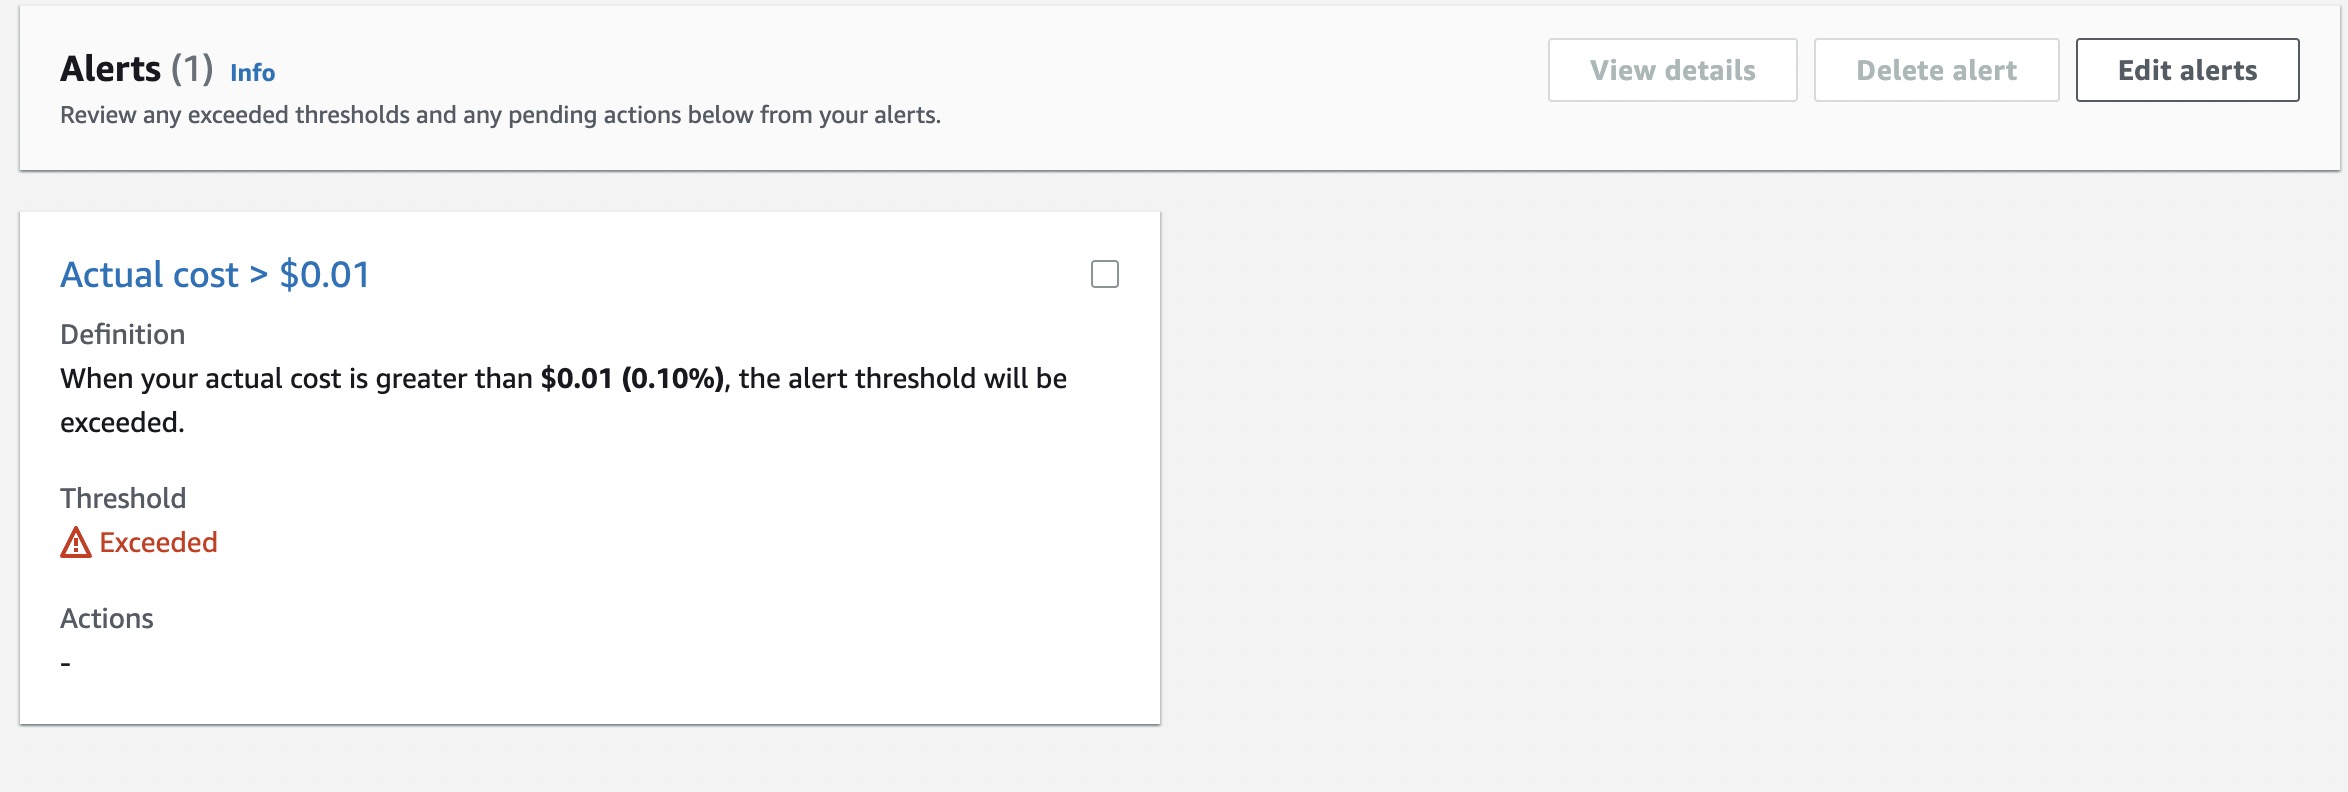 Alerts (1) Info
View details
Delete alert
Edit alerts
Review any exceeded thresholds and any pending actions below from your alerts.
Actual cost > $0.01
Definition
When your actual cost is greater than $0.01 (0.10%), the alert threshold will be
exceeded.
Threshold
Exceeded
Actions
-